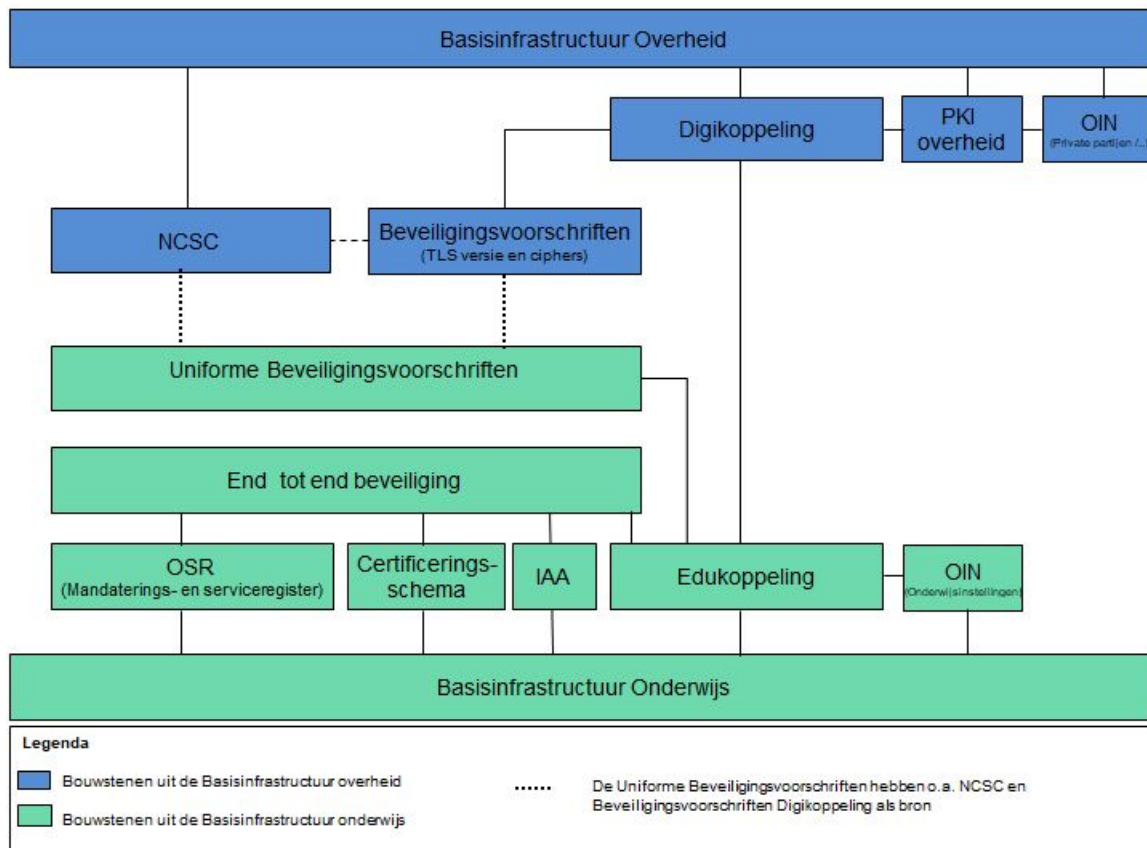 Basisinfrastructuur Overheid
Digikoppeling
PKI
overheid
OIN
(Private partijen /..)
NCSC
Beveiligingsvoorschriften
(TLS versie en ciphers)
Uniforme Beveiligingsvoorschriften
End tot end beveiliging
OSR
(Mandaterings- en serviceregister)
Certificerings-
schema
IAA
Edukoppeling
OIN
(Onderwijsinstellingen)
Basisinfrastructuur Onderwijs
Legenda
Bouwstenen uit de Basisinfrastructuur overheid
Bouwstenen uit de Basisinfrastructuur onderwijs
De Uniforme Beveiligingsvoorschriften hebben o.a. NCSC en
Beveiligingsvoorschriften Digikoppeling als bron